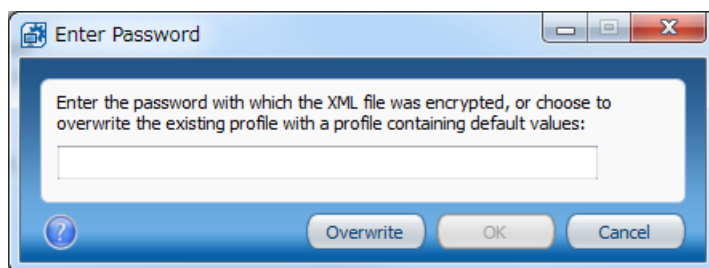 Enter Password
Enter the password with which the XML file was encrypted, or choose to
overwrite the existing profile with a profile containing default values:
? Overwrite OK Cancel